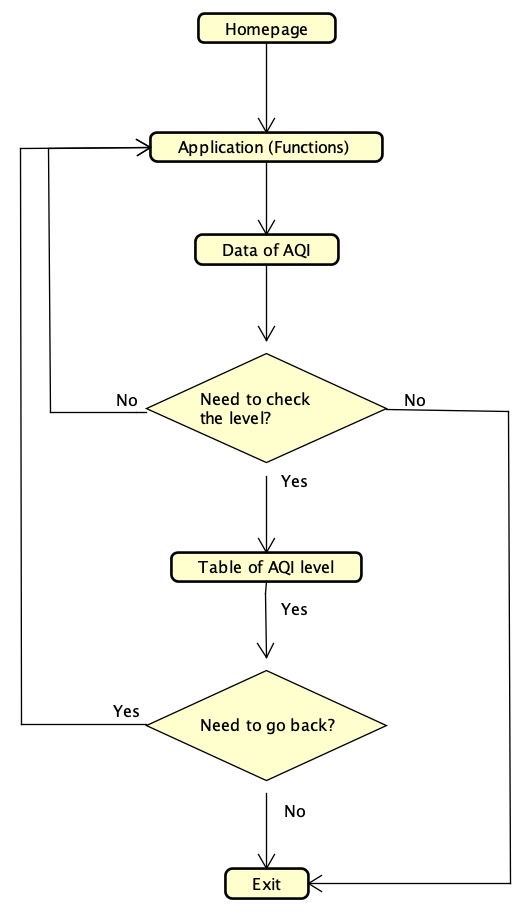 Homepage
Application (Functions)
Data of AQI
No
Need to check
the level?
No
Yes
Table of AQI level
Yes
Yes
Need to go back?
No
Exit